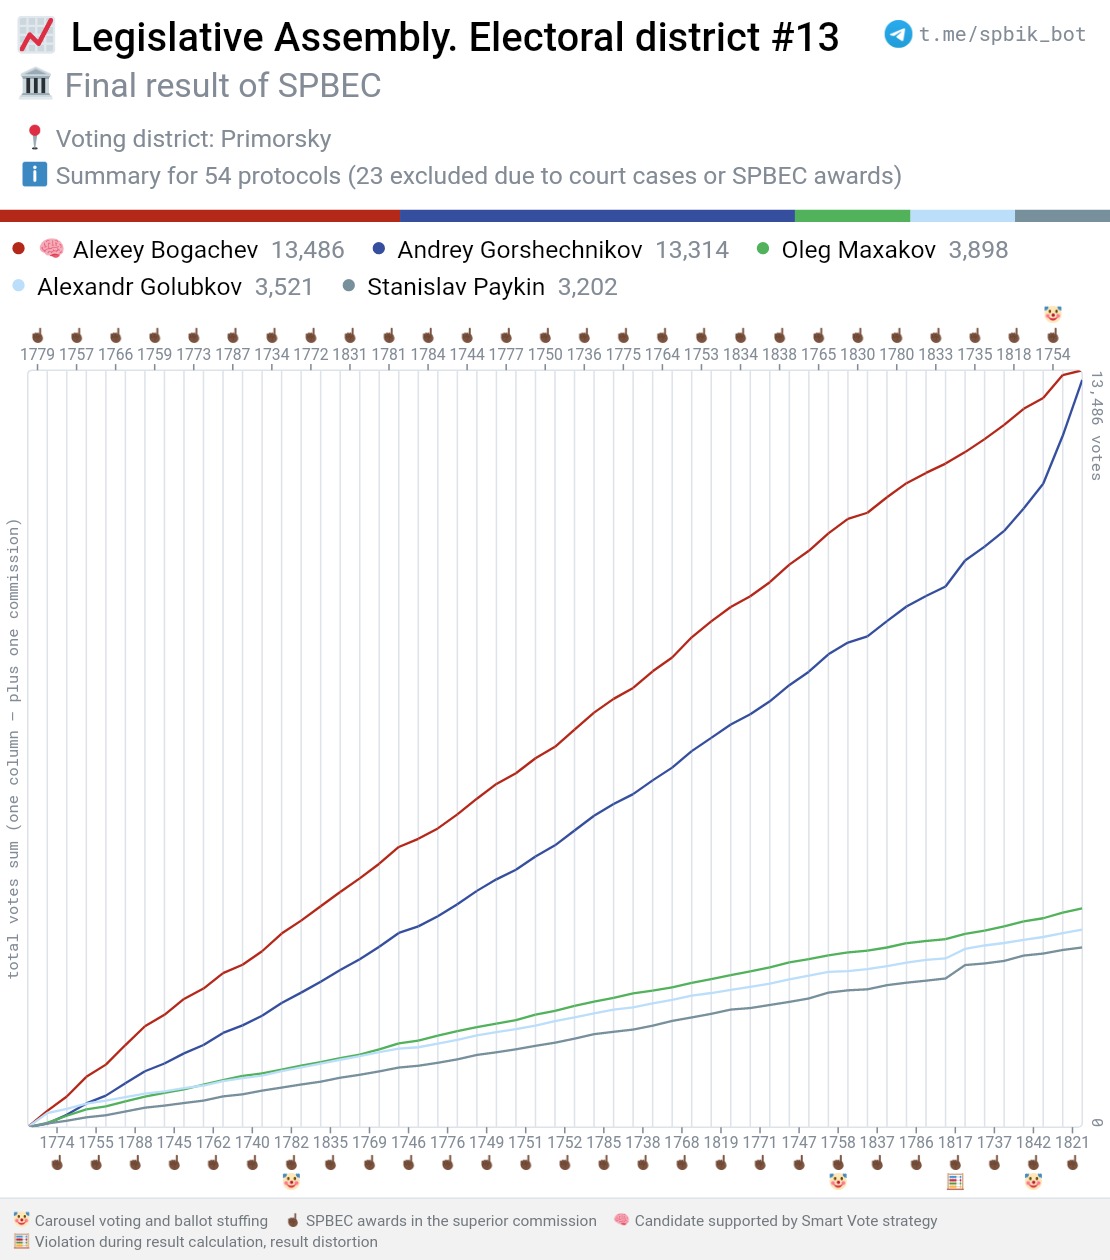 Legislative Assembly. Electoral district #13
t.me/spbik_bot
Final result of SPBEC
Voting district: Primorsky
Summary for 54 protocols (23 excluded due to court cases or SPBEC awards)
Alexey Bogachev 13,486 Andrey Gorshechnikov 13,314 Oleg Maxakov 3,898
Alexandr Golubkov 3,521 Stanislav Paykin 3,202
1779 1757 1766 1759 1773 1787 1734 1772 1831 1781 1784 1744 1777 1750 1736 1775 1764 1753 1834 1838 1765 1830 1780 1833 1735 1818 1754
13,486 votes
total votes sum (one column – plus one commission)
0
1774 1755 1788 1745 1762 1740 1782 1835 1769 1746 1776 1749 1751 1752 1785 1738 1768 1819 1771 1747 1758 1837 1786 1817 1737 1842 1821
Carousel voting and ballot stuffing SPBEC awards in the superior commission Candidate supported by Smart Vote strategy
Violation during result calculation, result distortion